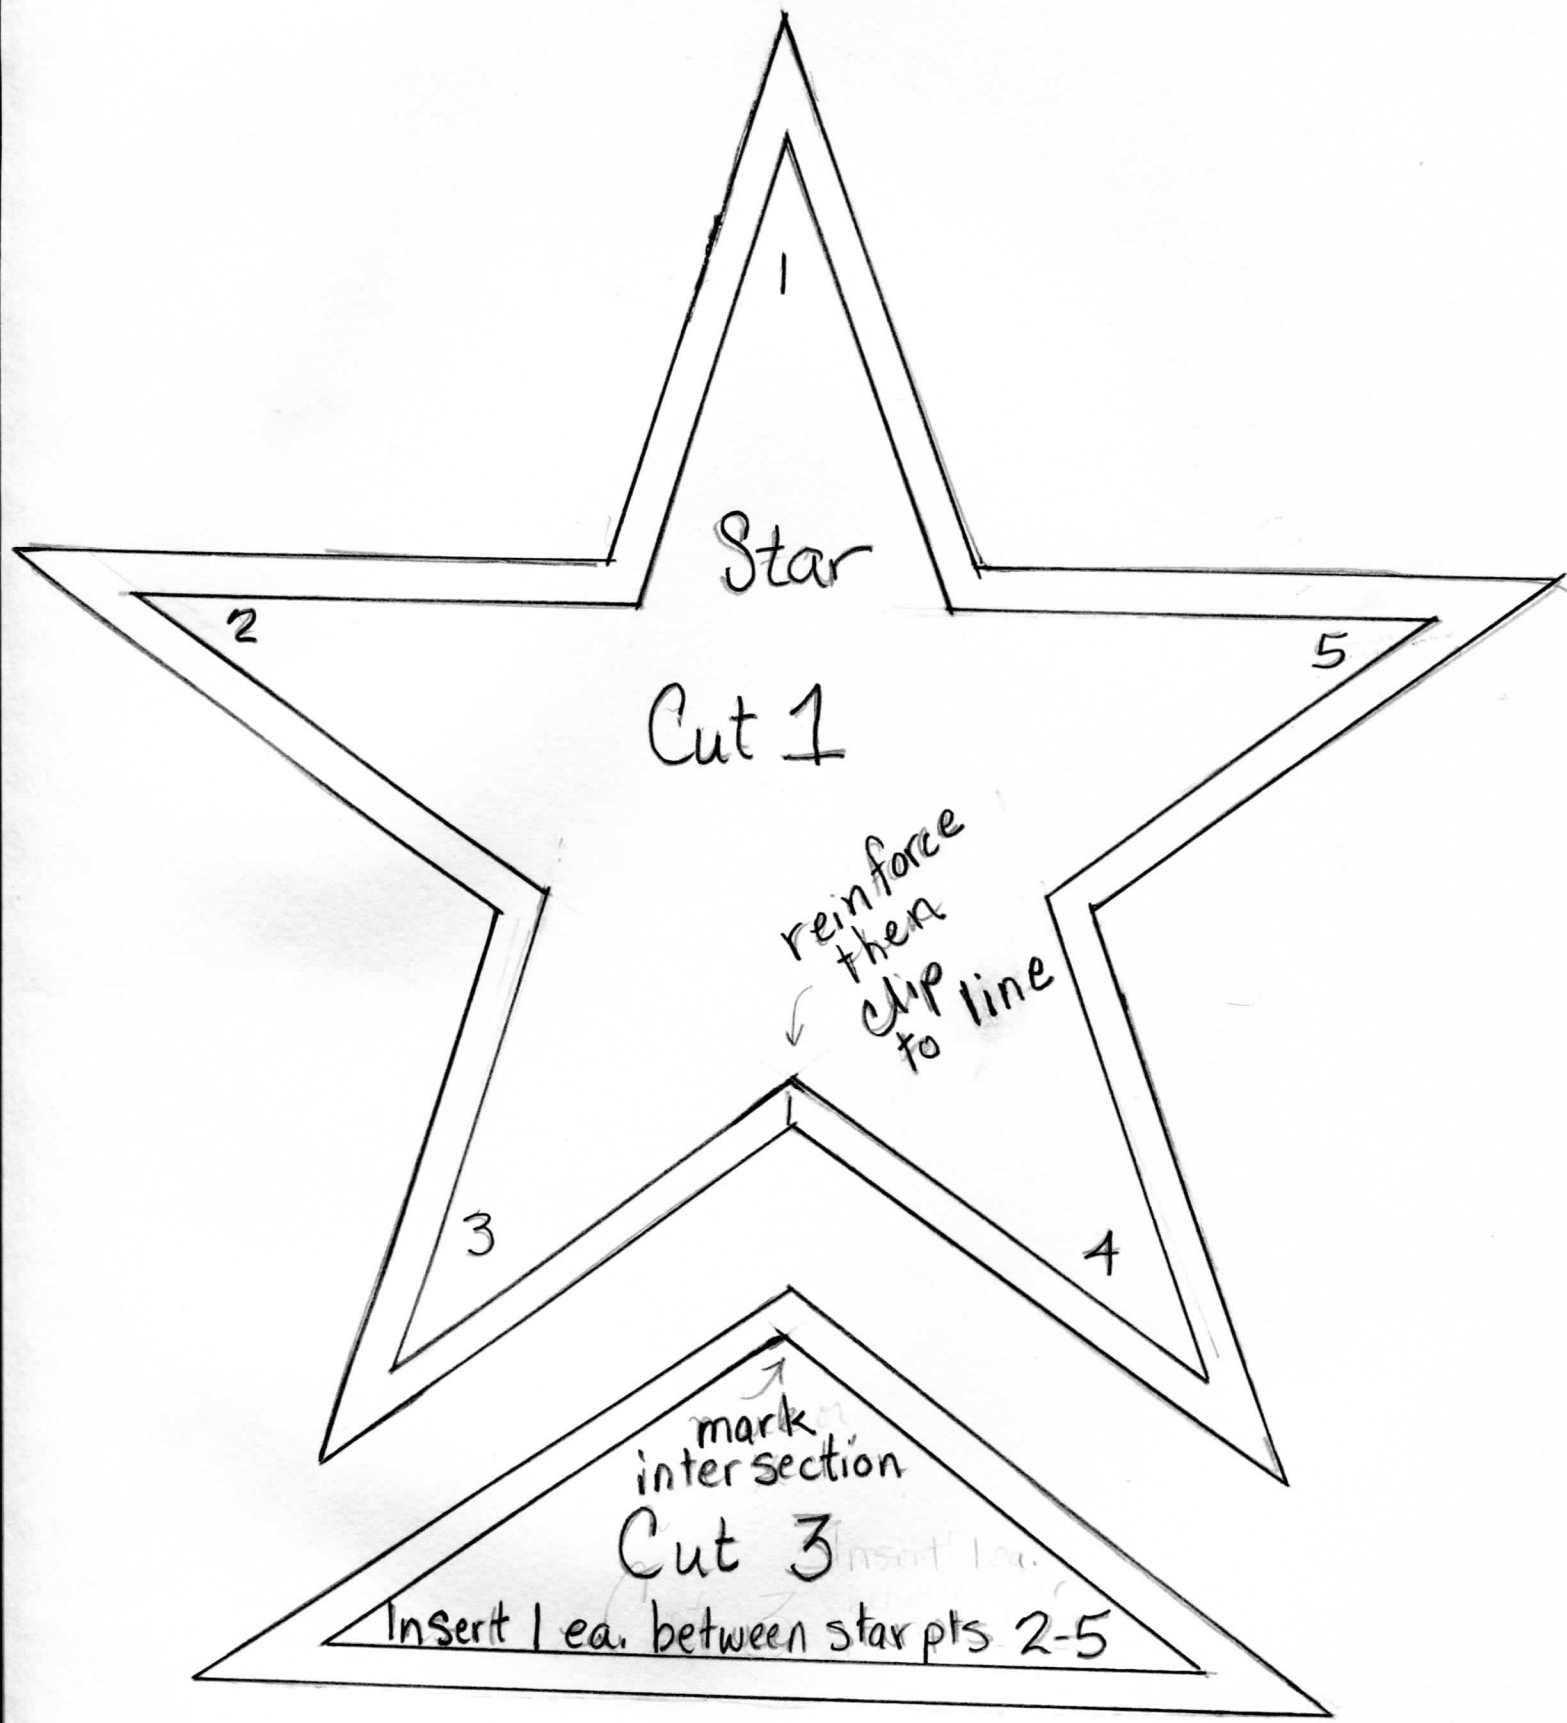 1
Star
2
5
Cut 1
reinforce
then
clip
to line
3
4
mark
intersection
Cut 3
Insert 1 ea. between star pts 2-5